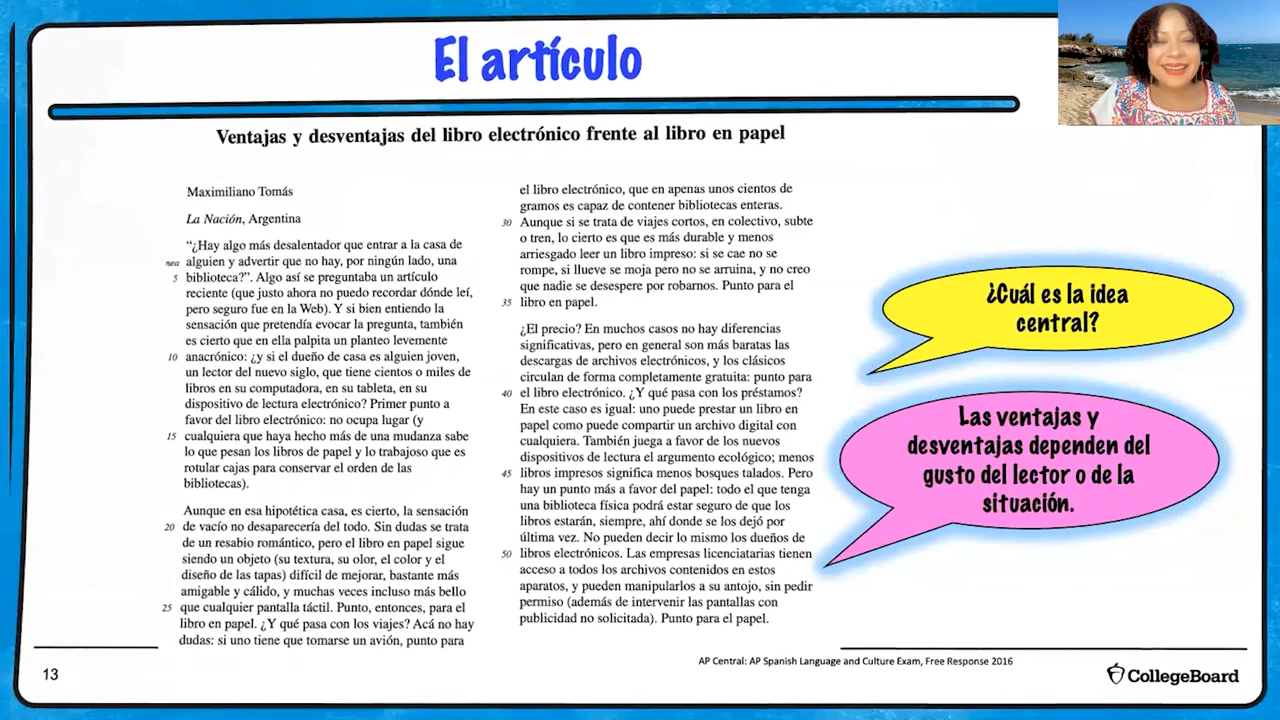 El artículo
Ventajas y desventajas del libro electrónico frente al libro en papel
Maximiliano Tomás
La Nación, Argentina
“¿Hay algo más desalentador que entrar a la casa de
nea alguien y advertir que no hay, por ningún lado, una
5 biblioteca?”. Algo así se preguntaba un artículo
reciente (que justo ahora no puedo recordar dónde leí,
pero seguro fue en la Web). Y si bien entiendo la
sensación que pretendía evocar la pregunta, también
es cierto que en ella palpita un planteo levemente
10 anacrónico: ¿y si el dueño de casa es alguien joven,
un lector del nuevo siglo, que tiene cientos o miles de
libros en su computadora, en su tableta, en su
dispositivo de lectura electrónico? Primer punto a
favor del libro electrónico: no ocupa lugar (y
15 cualquiera que haya hecho más de una mudanza sabe
lo que pesan los libros de papel y lo trabajoso que es
rotular cajas para conservar el orden de las
bibliotecas).
Aunque en esa hipotética casa, es cierto, la sensación
20 de vacío no desaparecería del todo. Sin dudas se trata
de un resabio romántico, pero el libro en papel sigue
siendo un objeto (su textura, su olor, el color y el
diseño de las tapas) difícil de mejorar, bastante más
amigable y cálido, y muchas veces incluso más bello
25 que cualquier pantalla táctil. Punto, entonces, para el
libro en papel. ¿Y qué pasa con los viajes? Acá no hay
dudas: si uno tiene que tomarse un avión, punto para
el libro electrónico, que en apenas unos cientos de
gramos es capaz de contener bibliotecas enteras.
30 Aunque si se trata de viajes cortos, en colectivo, subte
o tren, lo cierto es que es más durable y menos
arriesgado leer un libro impreso: si se cae no se
rompe, si llueve se moja pero no se arruina, y no creo
que nadie se desespere por robarnos. Punto para el
35 libro en papel.
¿El precio? En muchos casos no hay diferencias
significativas, pero en general son más baratas las
descargas de archivos electrónicos, y los clásicos
circulan de forma completamente gratuita: punto para
40 el libro electrónico. ¿Y qué pasa con los préstamos?
En este caso es igual: uno puede prestar un libro en
papel como puede compartir un archivo digital con
cualquiera. También juega a favor de los nuevos
dispositivos de lectura el argumento ecológico; menos
45 libros impresos significa menos bosques talados. Pero
hay un punto más a favor del papel: todo el que tenga
una biblioteca física podrá estar seguro de que los
libros estarán, siempre, ahí donde se los dejó por
última vez. No pueden decir lo mismo los dueños de
50 libros electrónicos. Las empresas licenciatarias tienen
acceso a todos los archivos contenidos en estos
aparatos, y pueden manipularlos a su antojo, sin pedir
permiso (además de intervenir las pantallas con
publicidad no solicitada). Punto para el papel.
¿Cuál es la idea
central?
Las ventajas y
desventajas dependen del
gusto del lector o de la
situación.
AP Central: AP Spanish Language and Culture Exam, Free Response 2016
13
CollegeBoard